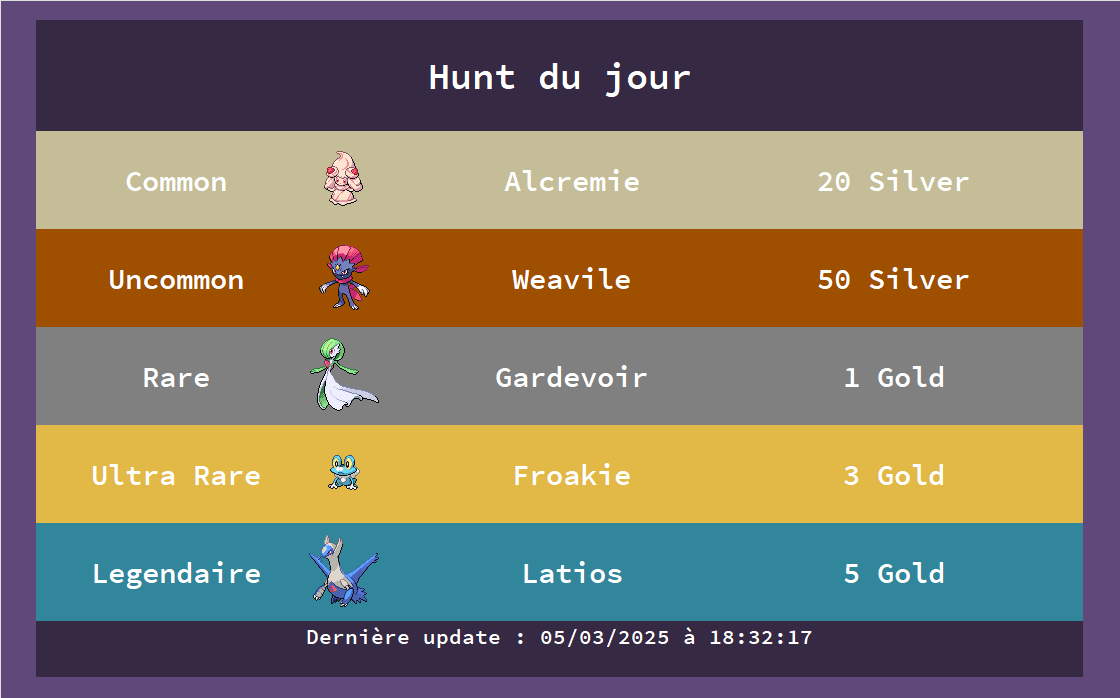 Hunt du jour
Common Alcremie 20 Silver
Uncommon Weavile 50 Silver
Rare Gardevoir 1 Gold
Ultra Rare Froakie 3 Gold
Legendaire Latios 5 Gold
Dernière update : 05/03/2025 à 18:32:17